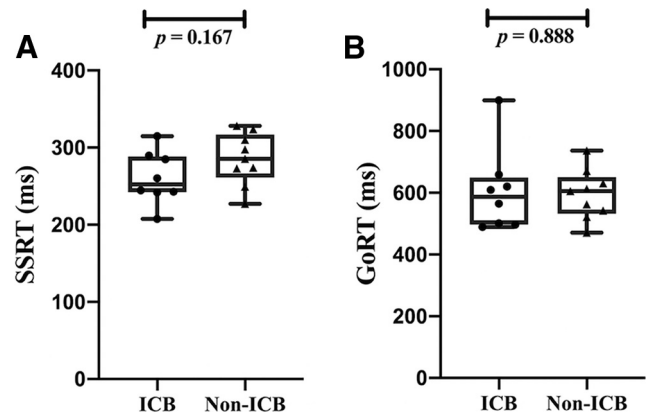 A
p = 0.167
SSRT (ms)
400
300
200
100
0
ICB
Non-ICB
B
p = 0.888
GoRT (ms)
1000
800
600
400
200
0
ICB
Non-ICB